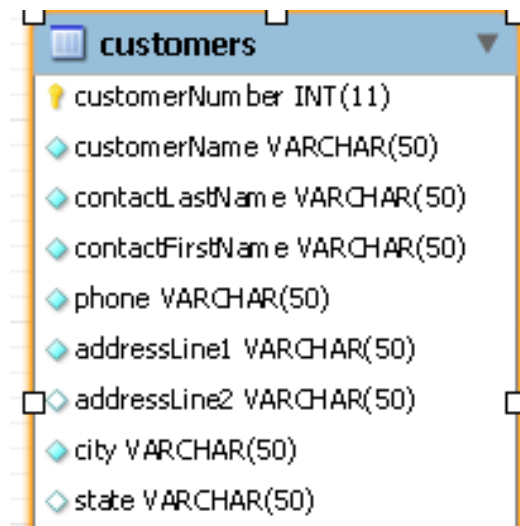 customers
customerNumber INT(11)
customerName VARCHAR(50)
contactLastName VARCHAR(50)
contactFirstName VARCHAR(50)
phone VARCHAR(50)
addressLine1 VARCHAR(50)
addressLine2 VARCHAR(50)
city VARCHAR(50)
state VARCHAR(50)